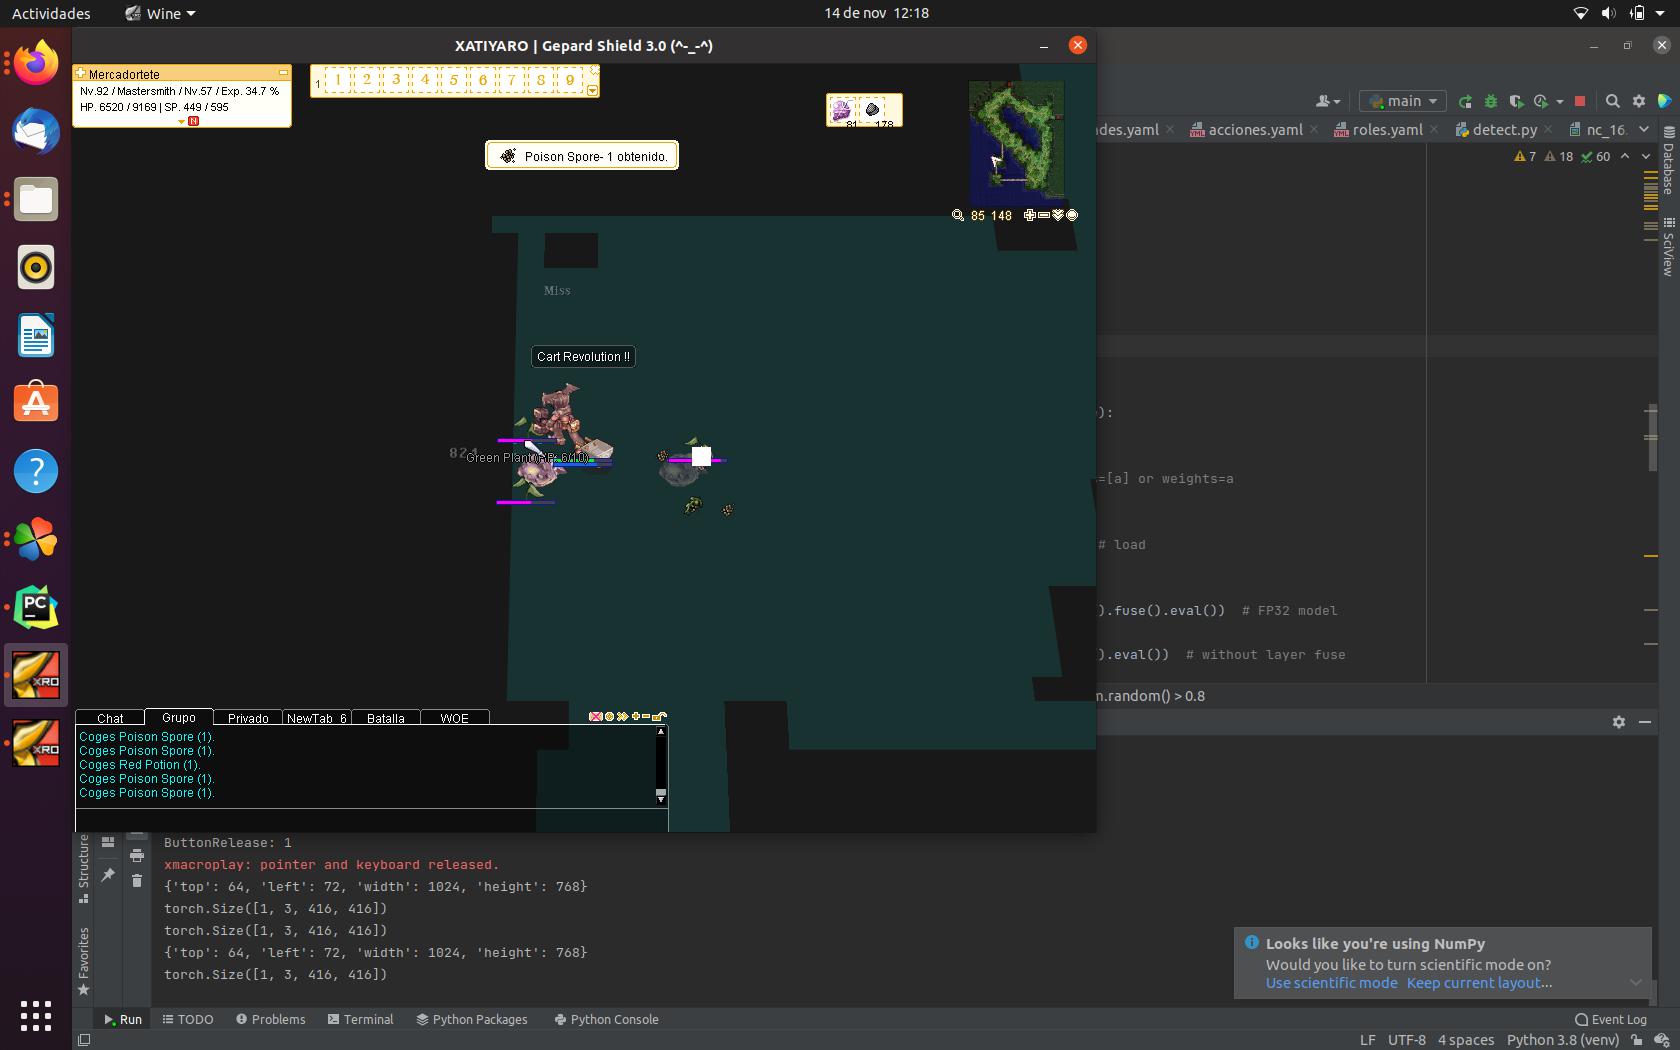 Actividades
Wine
14 de nov 12:18
XATIYARO | Gepard Shield 3.0 (^-_-^)
Mercadortete
Nv.92 / Mastersmith / Nv.57 / Exp. 34.7 %
HP. 6520 / 9169 | SP. 449 / 595
N
1
1 2 3 4 5 6 7 8 9
81 178
Poison Spore- 1 obtenido.
85 148
Miss
Cart Revolution !!
824
Green Plant(HP: 6/10)
Chat
Grupo
Privado
NewTab_6
Batalla
WOE
Coges Poison Spore (1).
Coges Poison Spore (1).
Coges Red Potion (1).
Coges Poison Spore (1).
Coges Poison Spore (1).
main
des.yaml
acciones.yaml
roles.yaml
detect.py
nc_16.
7 18 60
Database
SciView
):
=[a] or weights=a
# load
).fuse().eval()) # FP32 model
).eval()) # without layer fuse
m.random() > 0.8
PC
XRO
XRO
Structure
Favorites
ButtonRelease: 1
xmacroplay: pointer and keyboard released.
{'top': 64, 'left': 72, 'width': 1024, 'height': 768}
torch.Size([1, 3, 416, 416])
torch.Size([1, 3, 416, 416])
{'top': 64, 'left': 72, 'width': 1024, 'height': 768}
torch.Size([1, 3, 416, 416])
Looks like you're using NumPy
Would you like to turn scientific mode on?
Use scientific mode Keep current layout...
Run
TODO
Problems
Terminal
Python Packages
Python Console
Event Log
LF UTF-8 4 spaces Python 3.8 (venv)